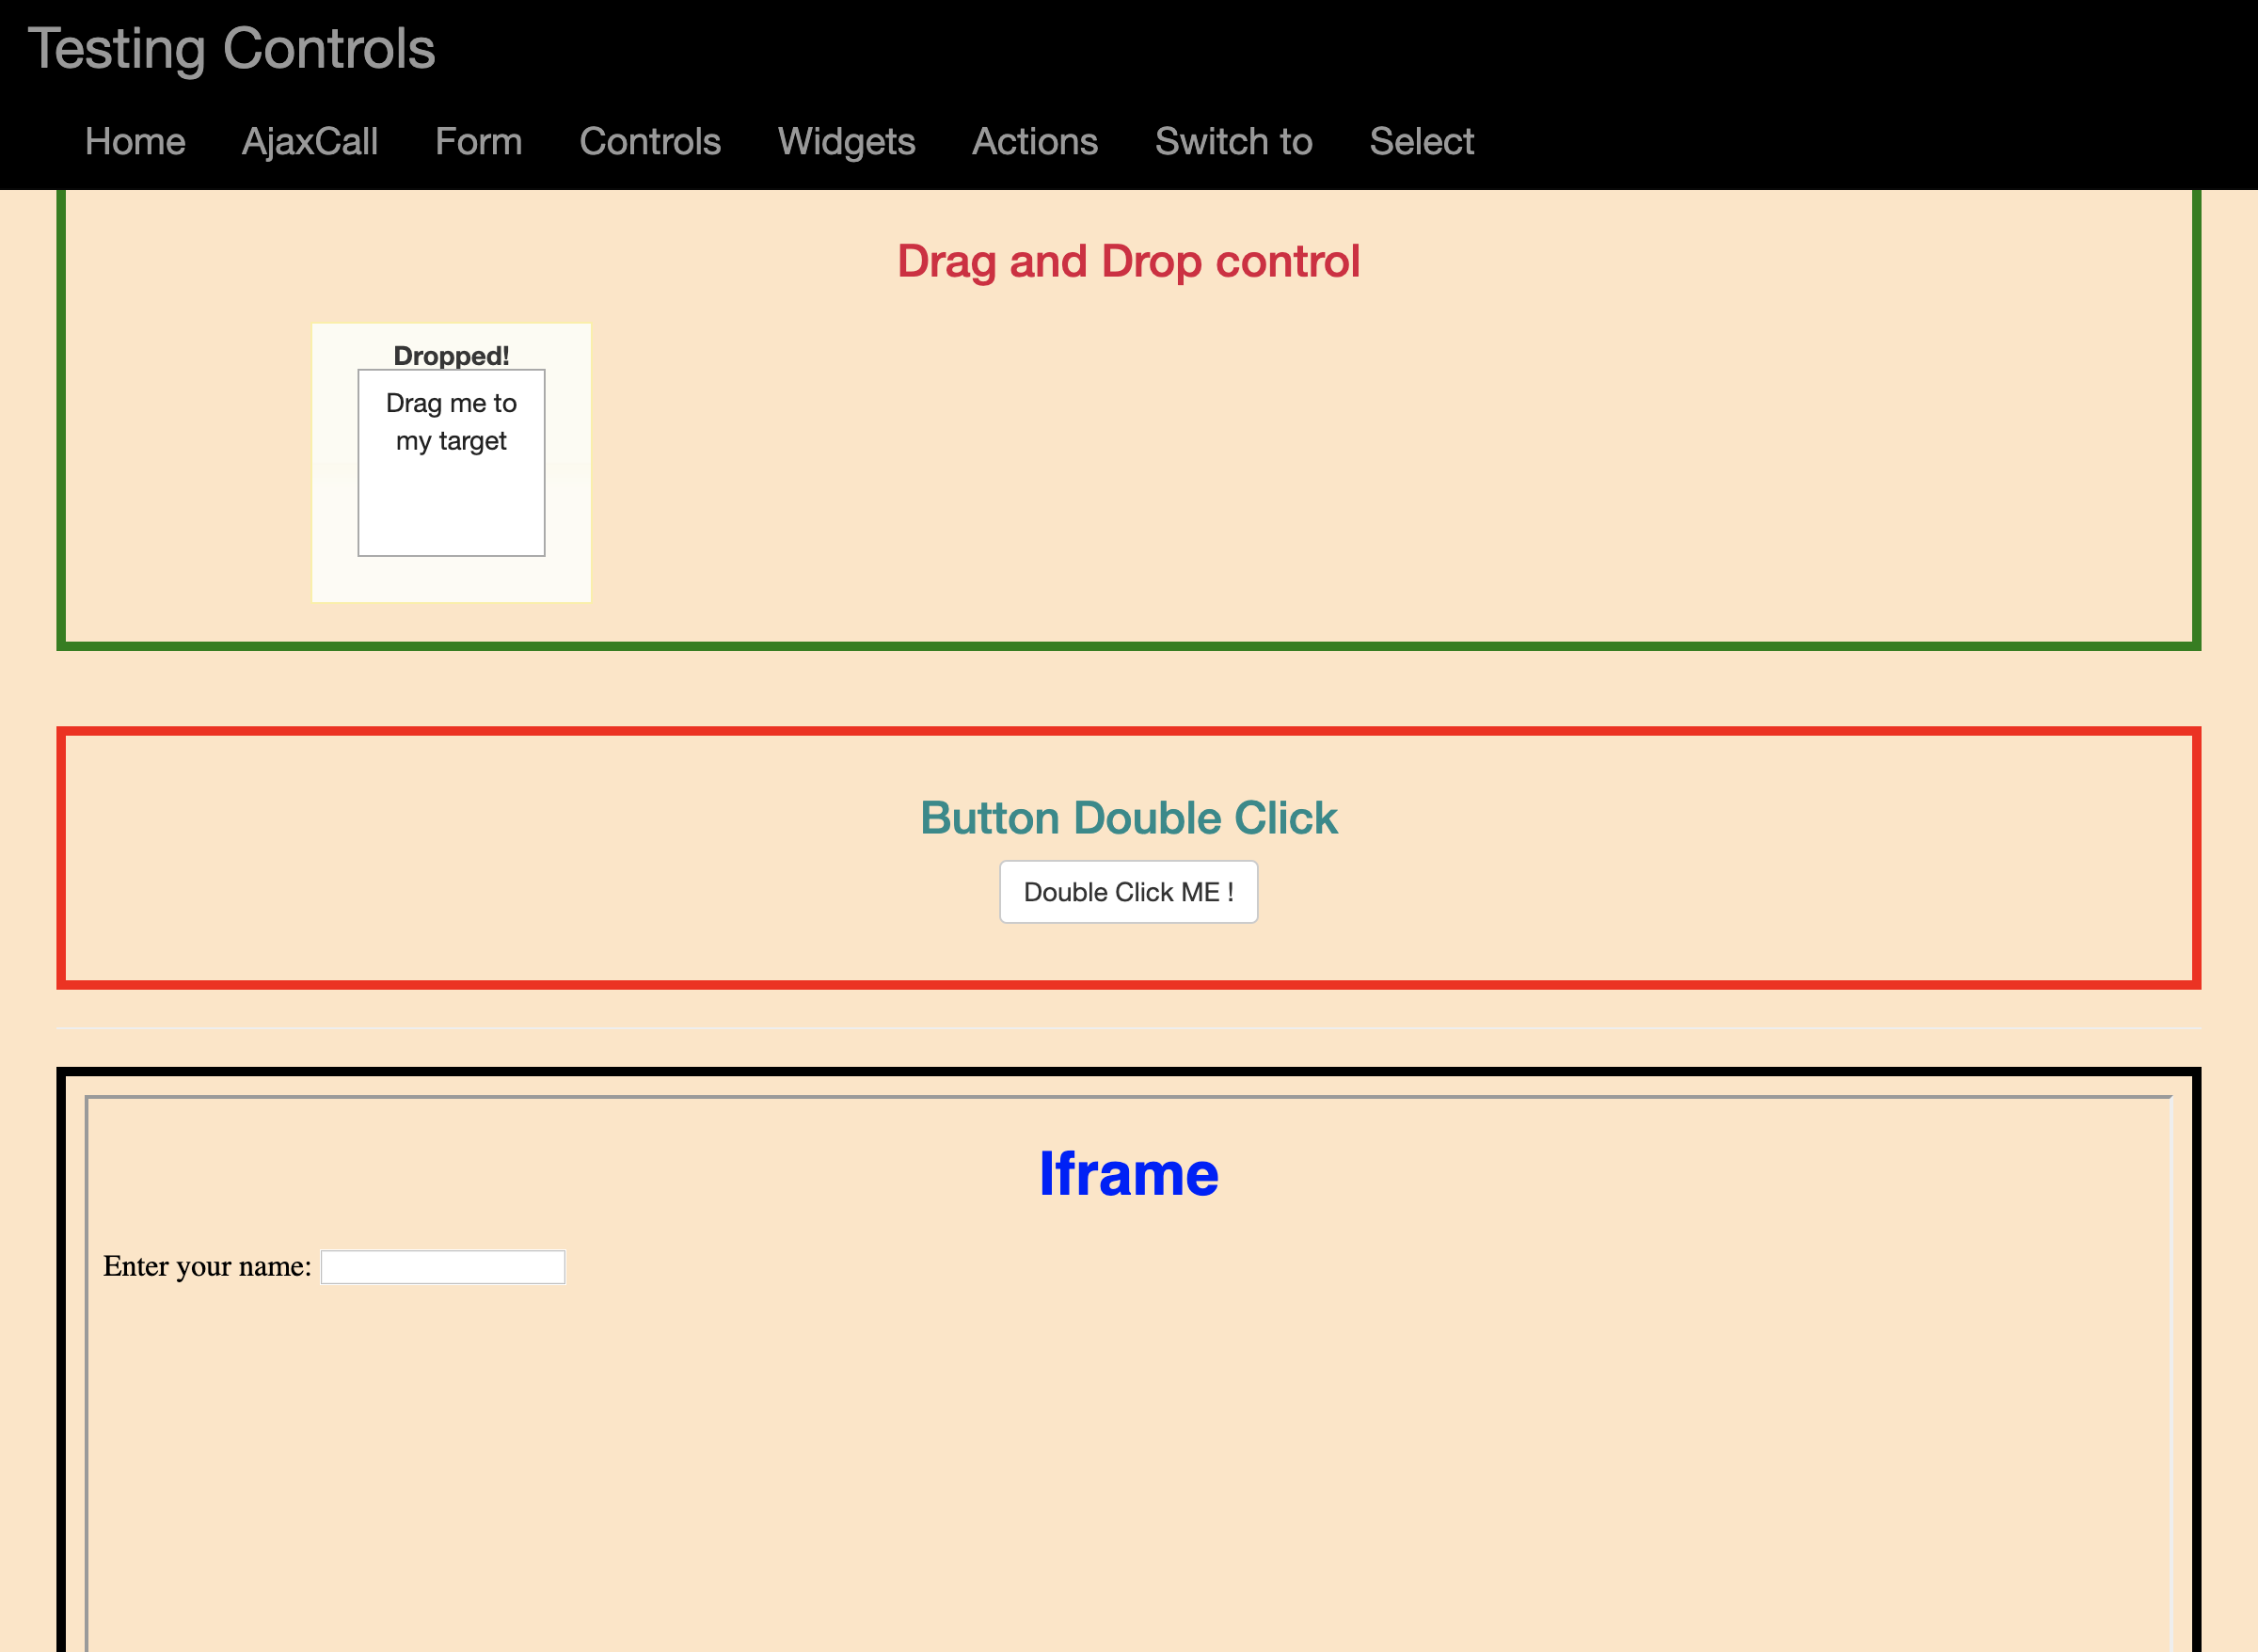 Testing Controls
Home AjaxCall Form Controls Widgets Actions Switch to Select
Drag and Drop control
Dropped!
Drag me to
my target
Button Double Click
Double Click ME !
Iframe
Enter your name: